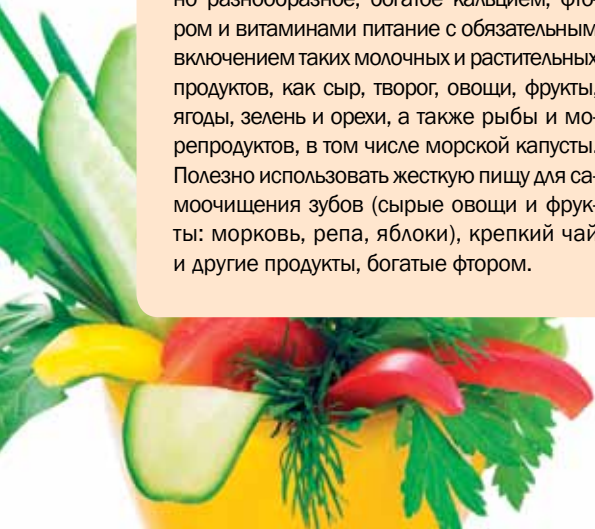 но разнообразное, богатое кальцием, фто-
ром и витаминами питание с обязательным
включением таких молочных и растительных
продуктов, как сыр, творог, овощи, фрукты,
ягоды, зелень и орехи, а также рыбы и мо-
репродуктов, в том числе морской капусты.
Полезно использовать жесткую пищу для са-
моочищения зубов (сырые овощи и фрук-
ты: морковь, репа, яблоки), крепкий чай
и другие продукты, богатые фтором.